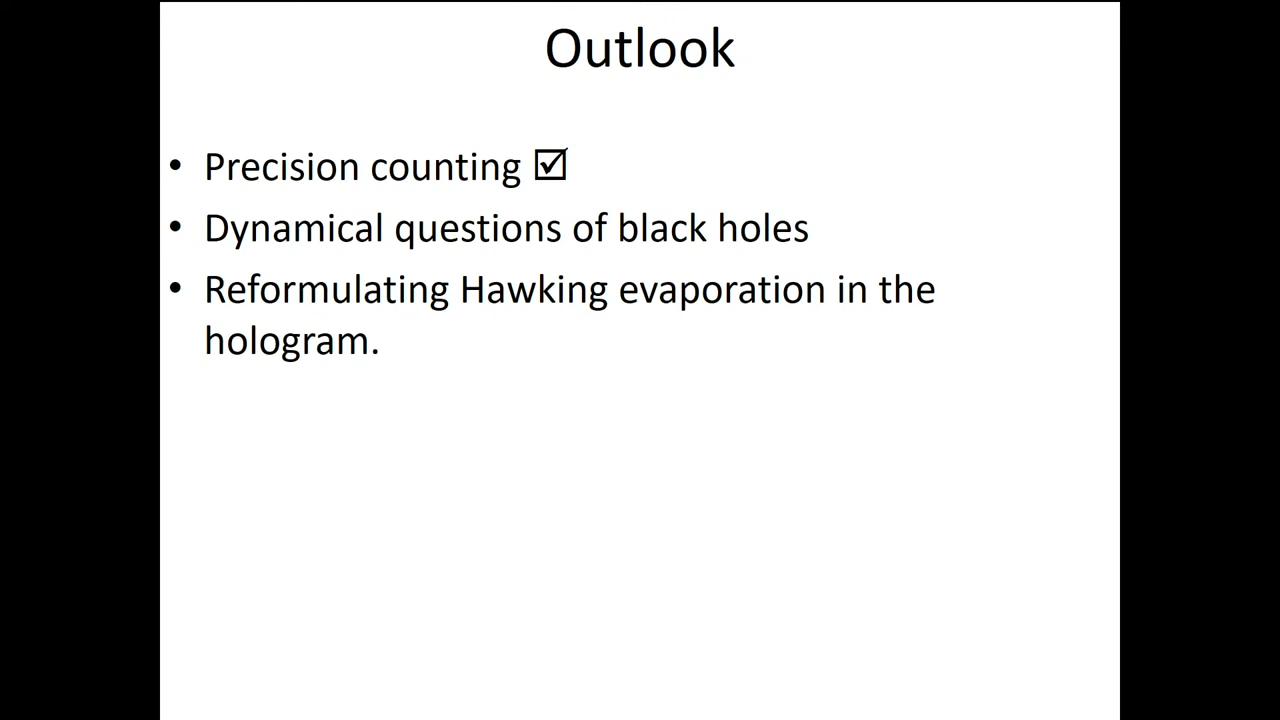 Outlook
• Precision counting ☑
• Dynamical questions of black holes
• Reformulating Hawking evaporation in the
hologram.